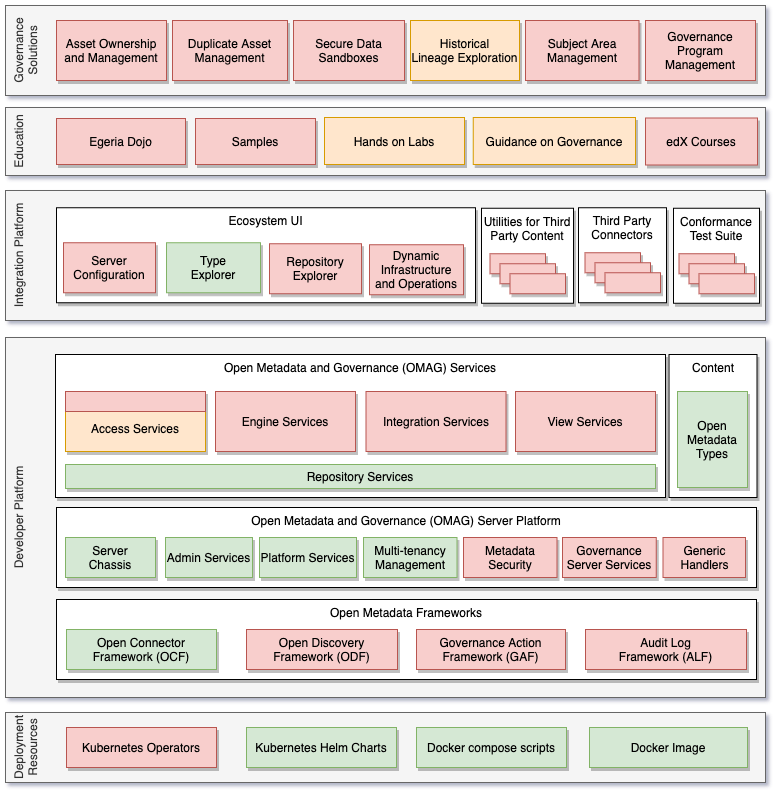 Governance
Solutions
Asset Ownership
and Management
Duplicate Asset
Management
Secure Data
Sandboxes
Historical
Lineage Exploration
Subject Area
Management
Governance
Program
Management
Education
Egeria Dojo
Samples
Hands on Labs
Guidance on Governance
edX Courses
Integration Platform
Ecosystem UI
Server
Configuration
Type
Explorer
Repository
Explorer
Dynamic
Infrastructure
and Operations
Utilities for Third
Party Content
Third Party
Connectors
Conformance
Test Suite
Developer Platform
Open Metadata and Governance (OMAG) Services
Access Services
Engine Services
Integration Services
View Services
Repository Services
Content
Open
Metadata
Types
Open Metadata and Governance (OMAG) Server Platform
Server
Chassis
Admin Services
Platform Services
Multi-tenancy
Management
Metadata
Security
Governance
Server Services
Generic
Handlers
Open Metadata Frameworks
Open Connector
Framework (OCF)
Open Discovery
Framework (ODF)
Governance Action
Framework (GAF)
Audit Log
Framework (ALF)
Deployment
Resources
Kubernetes Operators
Kubernetes Helm Charts
Docker compose scripts
Docker Image